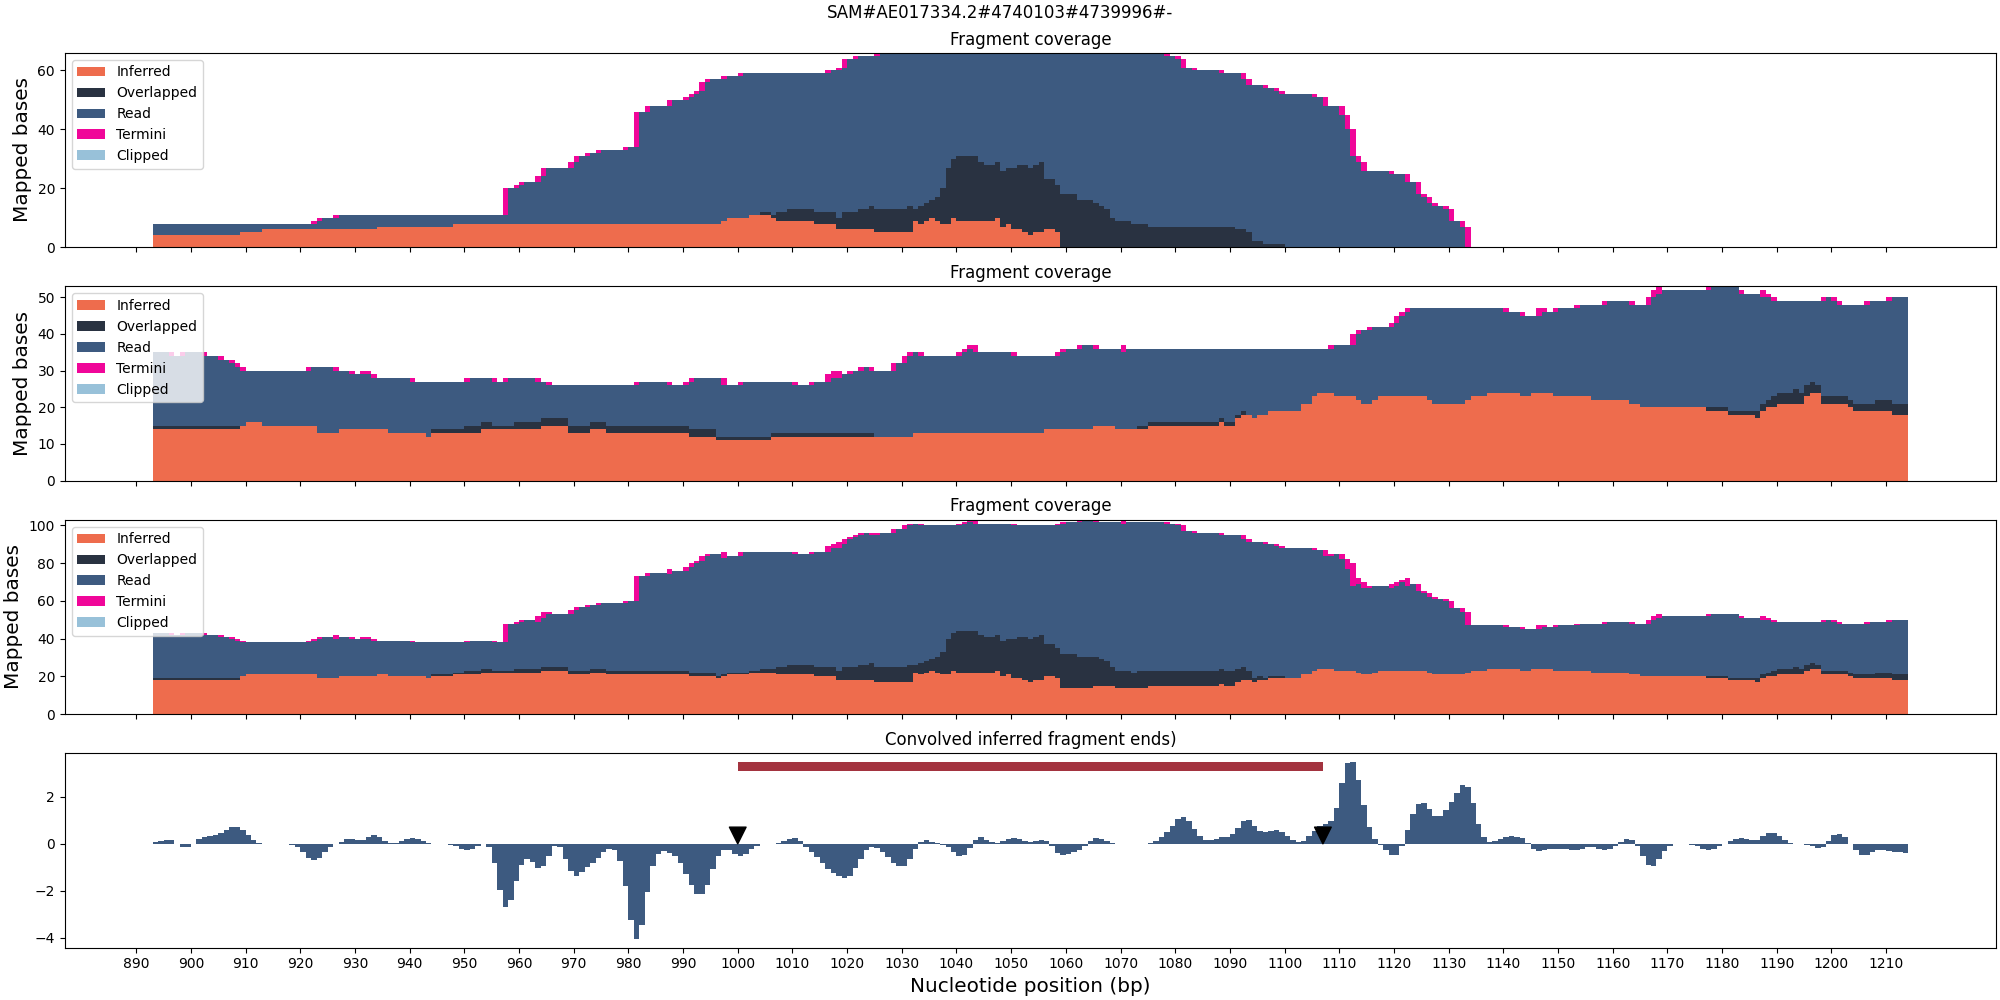 SAM#AE017334.2#4740103#4739996#-
Fragment coverage
Mapped bases
60
40
20
0
Inferred
Overlapped
Read
Termini
Clipped
Fragment coverage
Mapped bases
50
40
30
20
10
0
Inferred
Overlapped
Read
Termini
Clipped
Fragment coverage
Mapped bases
100
80
60
40
20
0
Inferred
Overlapped
Read
Termini
Clipped
Convolved inferred fragment ends)
2
0
−2
−4
890 900 910 920 930 940 950 960 970 980 990 1000 1010 1020 1030 1040 1050 1060 1070 1080 1090 1100 1110 1120 1130 1140 1150 1160 1170 1180 1190 1200 1210
Nucleotide position (bp)